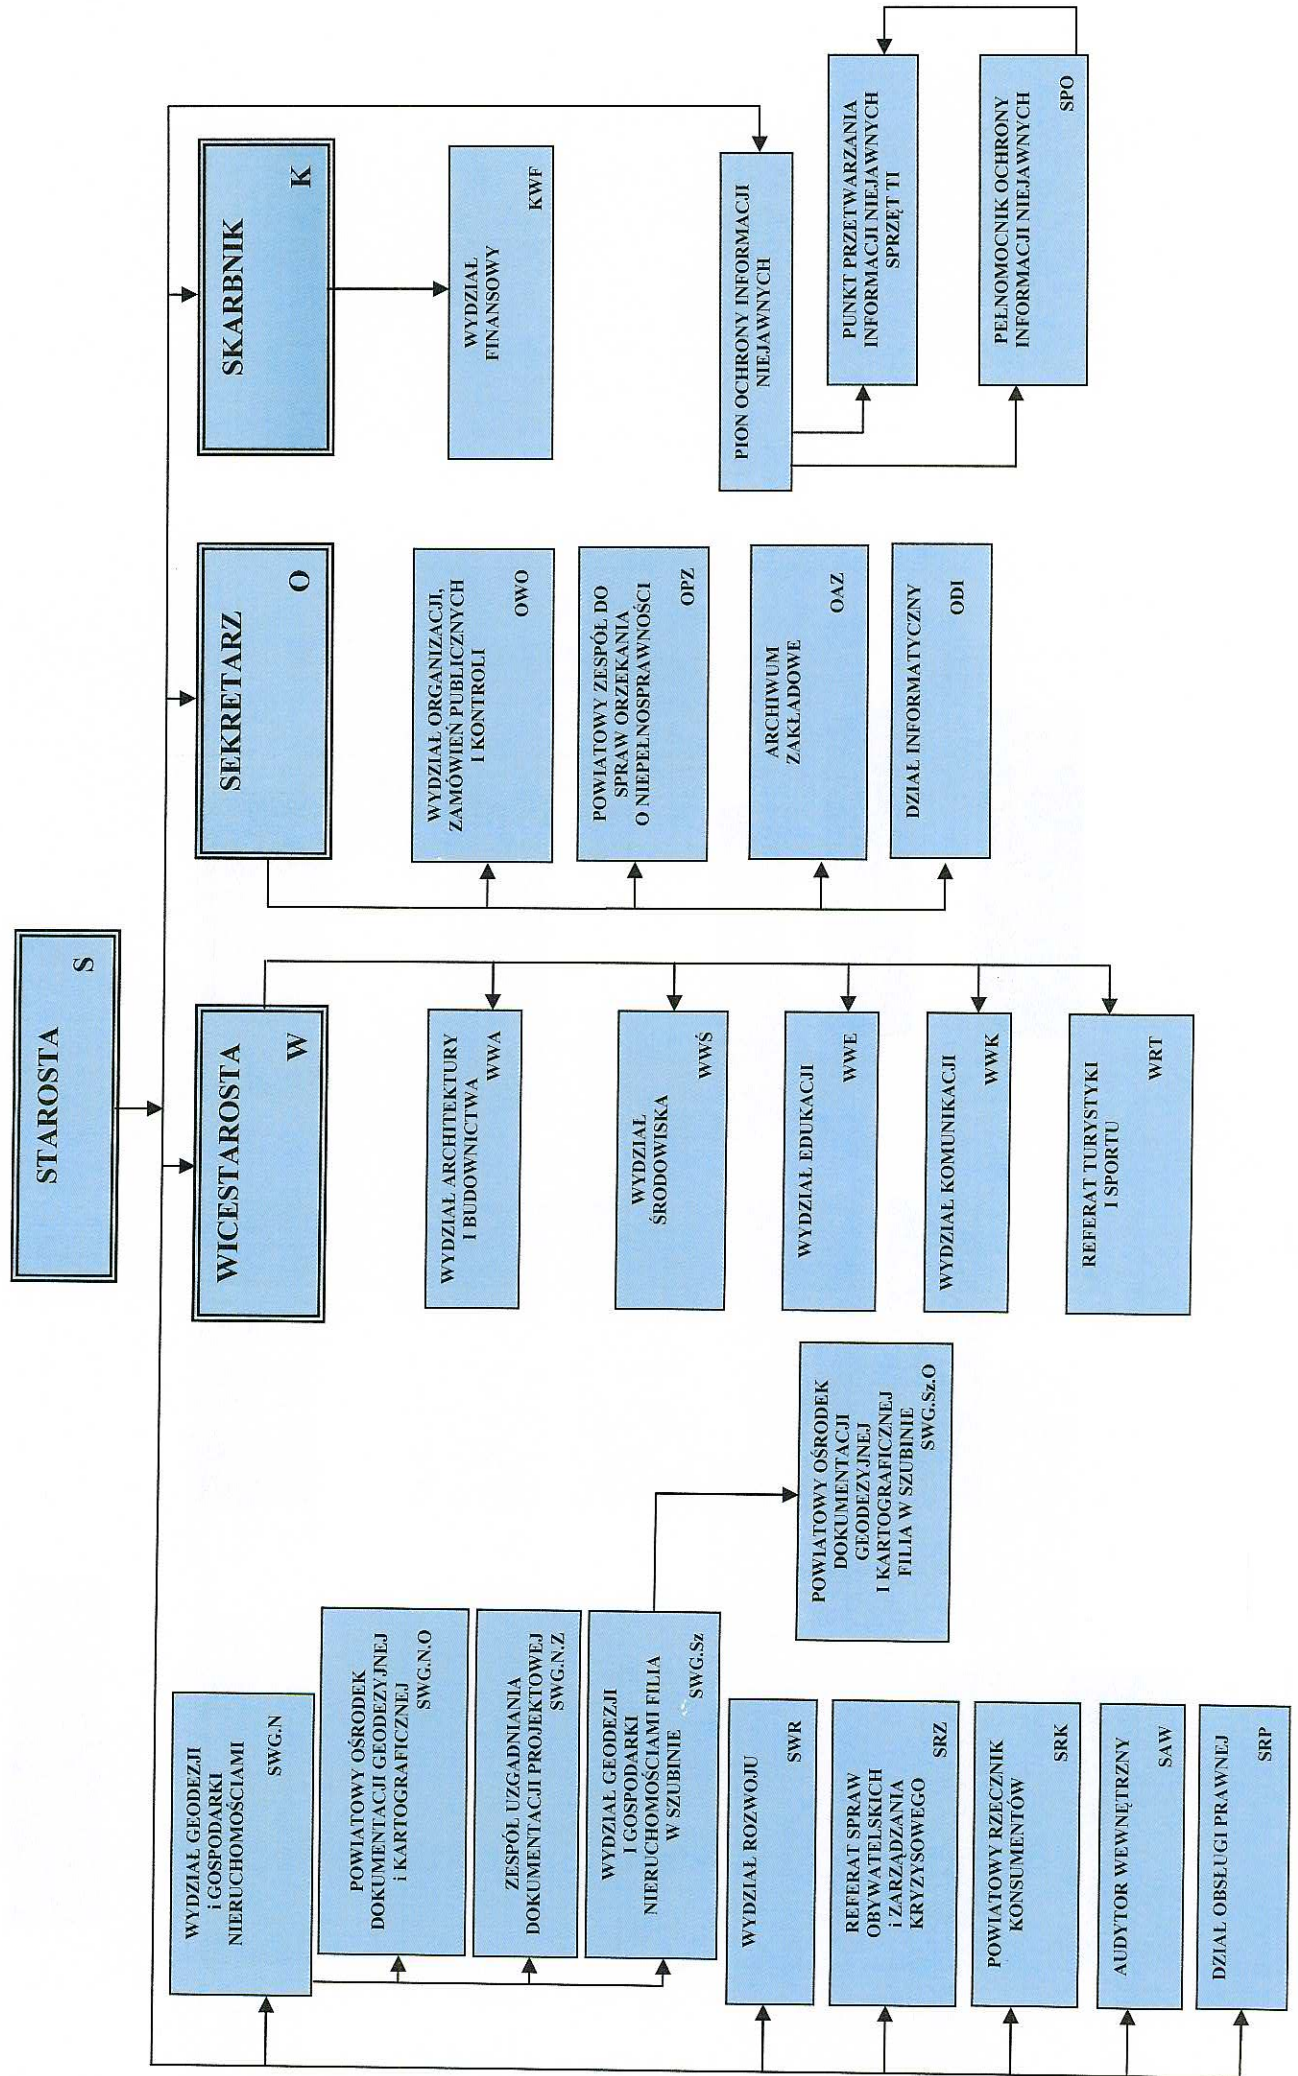 STAROSTA
S
WICESTAROSTA
W
SEKRETARZ
O
SKARBNIK
K
WYDZIAŁ GEODEZJI
i GOSPODARKI
NIERUCHOMOŚCIAMI
SWG.N
POWIATOWY OŚRODEK
DOKUMENTACJI GEODEZYJNEJ
i KARTOGRAFICZNEJ
SWG.N.O
ZESPÓŁ UZGADNIANIA
DOKUMENTACJI PROJEKTOWEJ
SWG.N.Z
WYDZIAŁ GEODEZJI
I GOSPODARKI
NIERUCHOMOŚCIAMI FILIA
W SZUBINIE
SWG.Sz
POWIATOWY OŚRODEK
DOKUMENTACJI
GEODEZYJNEJ
I KARTOGRAFICZNEJ
FILIA W SZUBINIE
SWG.Sz.O
WYDZIAŁ ROZWOJU
SWR
REFERAT SPRAW
OBYWATELSKICH
i ZARZĄDZANIA
KRYZYSOWEGO
SRZ
POWIATOWY RZECZNIK
KONSUMENTÓW
SRK
AUDYTOR WEWNĘTRZNY
SAW
DZIAŁ OBSŁUGI PRAWNEJ
SRP
WYDZIAŁ ARCHITEKTURY
I BUDOWNICTWA
WWA
WYDZIAŁ
ŚRODOWISKA
WWŚ
WYDZIAŁ EDUKACJI
WWE
WYDZIAŁ KOMUNIKACJI
WWK
REFERAT TURYSTYKI
I SPORTU
WRT
WYDZIAŁ ORGANIZACJI,
ZAMÓWIEŃ PUBLICZNYCH
I KONTROLI
OWO
POWIATOWY ZESPÓŁ DO
SPRAW ORZEKANIA
O NIEPEŁNOSPRAWNOŚCI
OPZ
ARCHIWUM
ZAKŁADOWE
OAZ
DZIAŁ INFORMATYCZNY
ODI
WYDZIAŁ
FINANSOWY
KWF
PION OCHRONY INFORMACJI
NIEJAWNYCH
PUNKT PRZETWARZANIA
INFORMACJI NIEJAWNYCH
SPRZĘT TI
PEŁNOMOCNIK OCHRONY
INFORMACJI NIEJAWNYCH
SPO